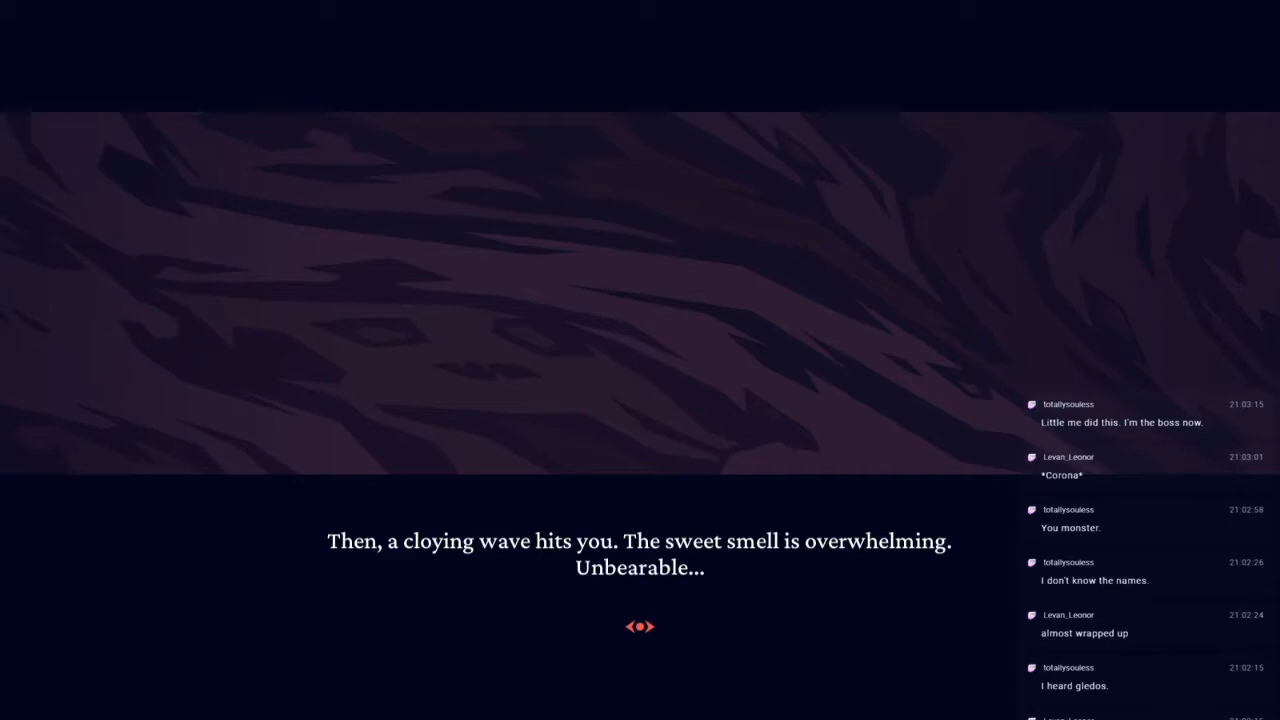 Then, a cloying wave hits you. The sweet smell is overwhelming.
Unbearable...
totallysouless 21:03:15
Little me did this. I'm the boss now.
Levan_Leonor 21:03:01
*Corona*
totallysouless 21:02:58
You monster.
totallysouless 21:02:26
I don't know the names.
Levan_Leonor 21:02:24
almost wrapped up
totallysouless 21:02:15
I heard gledos.